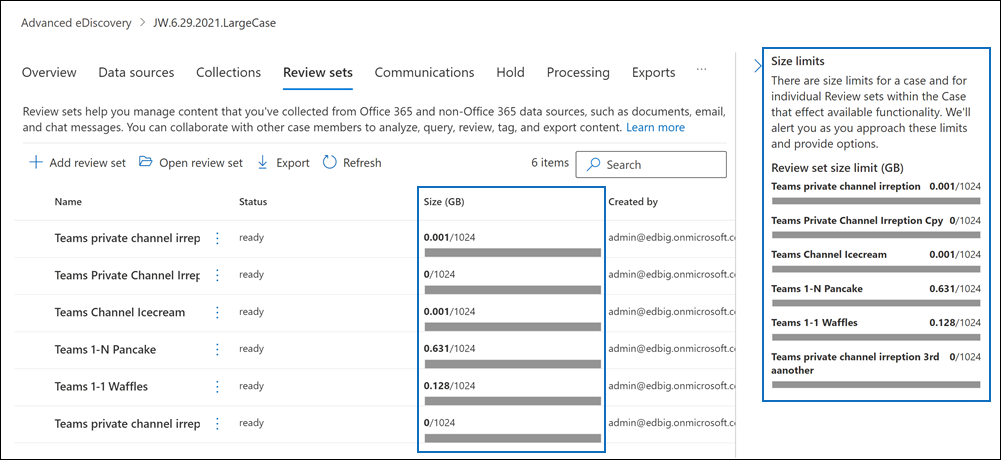 Advanced eDiscovery > JW.6.29.2021.LargeCase
Overview Data sources Collections Review sets Communications Hold Processing Exports ...
Review sets help you manage content that you've collected from Office 365 and non-Office 365 data sources, such as documents, email,
and chat messages. You can collaborate with other case members to analyze, query, review, tag, and export content. Learn more
Add review set Open review set Export Refresh 6 items Search
Name Status Size (GB) Created by
Teams private channel irrep ready 0.001/1024 admin@edbig.onmicrosoft.cc
Teams Private Channel Irrep ready 0/1024 admin@edbig.onmicrosoft.cc
Teams Channel Icecream ready 0.001/1024 admin@edbig.onmicrosoft.cc
Teams 1-N Pancake ready 0.631/1024 admin@edbig.onmicrosoft.cc
Teams 1-1 Waffles ready 0.128/1024 admin@edbig.onmicrosoft.cc
Teams private channel irrep ready 0/1024 admin@edbig.onmicrosoft.cc
Size limits
There are size limits for a case and for
individual Review sets within the Case
that effect available functionality. We'll
alert you as you approach these limits
and provide options.
Review set size limit (GB)
Teams private channel irreption 0.001/1024
Teams Private Channel Irreption Cpy 0/1024
Teams Channel Icecream 0.001/1024
Teams 1-N Pancake 0.631/1024
Teams 1-1 Waffles 0.128/1024
Teams private channel irreption 3rd 0/1024
aanother